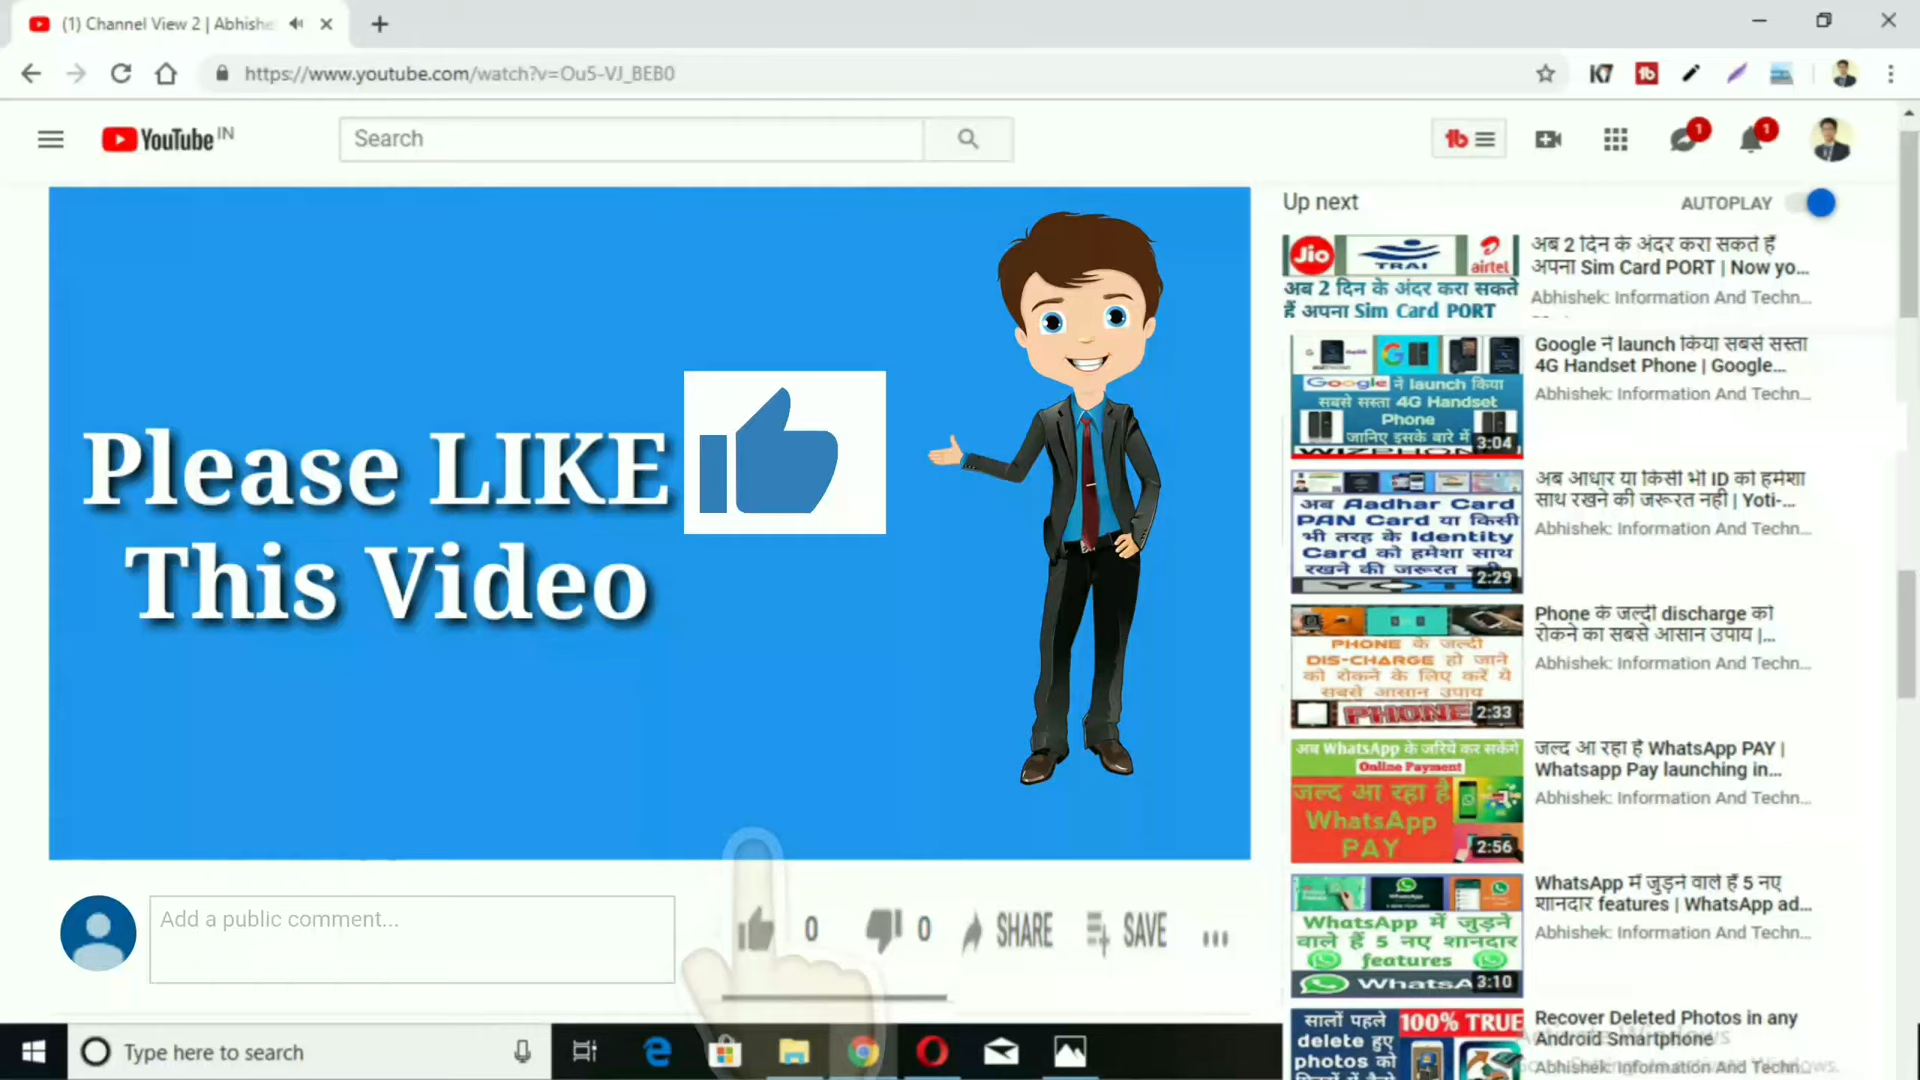 (1) Channel View 2 | Abhishe
https://www.youtube.com/watch?v=Ou5-VJ_BEB0
YouTube IN
Search
1
1
Please LIKE
This Video
Add a public comment...
0
0
SHARE
SAVE
Up next
AUTOPLAY
Jio
TRAI
airtel
अब 2 दिन के अंदर करा सकते
हैं अपना Sim Card PORT
अब 2 दिन के अंदर करा सकते हैं
अपना Sim Card PORT | Now yo...
Abhishek: Information And Techn...
Google ने launch किया
सबसे सस्ता 4G Handset
Phone
जानिए इसके बारे में
3:04
Google ने launch किया सबसे सस्ता
4G Handset Phone | Google...
Abhishek: Information And Techn...
अब Aadhar Card
PAN Card या किसी
भी तरह के Identity
Card को हमेशा साथ
रखने की जरूरत
2:29
अब आधार या किसी भी ID को हमेशा
साथ रखने की जरूरत नही | Yoti-...
Abhishek: Information And Techn...
PHONE के जल्दी
DIS-CHARGE हो जाने
को रोकने के लिए करें ये
सबसे आसान उपाय
PHONE
2:33
Phone के जल्दी discharge को
रोकने का सबसे आसान उपाय |...
Abhishek: Information And Techn...
अब WhatsApp के जरिये कर सकेंगे
Online Payment
जल्द आ रहा है
WhatsApp
PAY
2:56
जल्द आ रहा है WhatsApp PAY |
Whatsapp Pay launching in...
Abhishek: Information And Techn...
WhatsApp में जुड़ने
वाले हैं 5 नए शानदार
features
WhatsA
3:10
WhatsApp में जुड़ने वाले हैं 5 नए
शानदार features | WhatsApp ad...
Abhishek: Information And Techn...
सालों पहले
delete हुए
photos को
100% TRUE
Recover Deleted Photos in any
Android Smartphone
Abhishek: Information And Techn...
Activate Windows
Type here to search